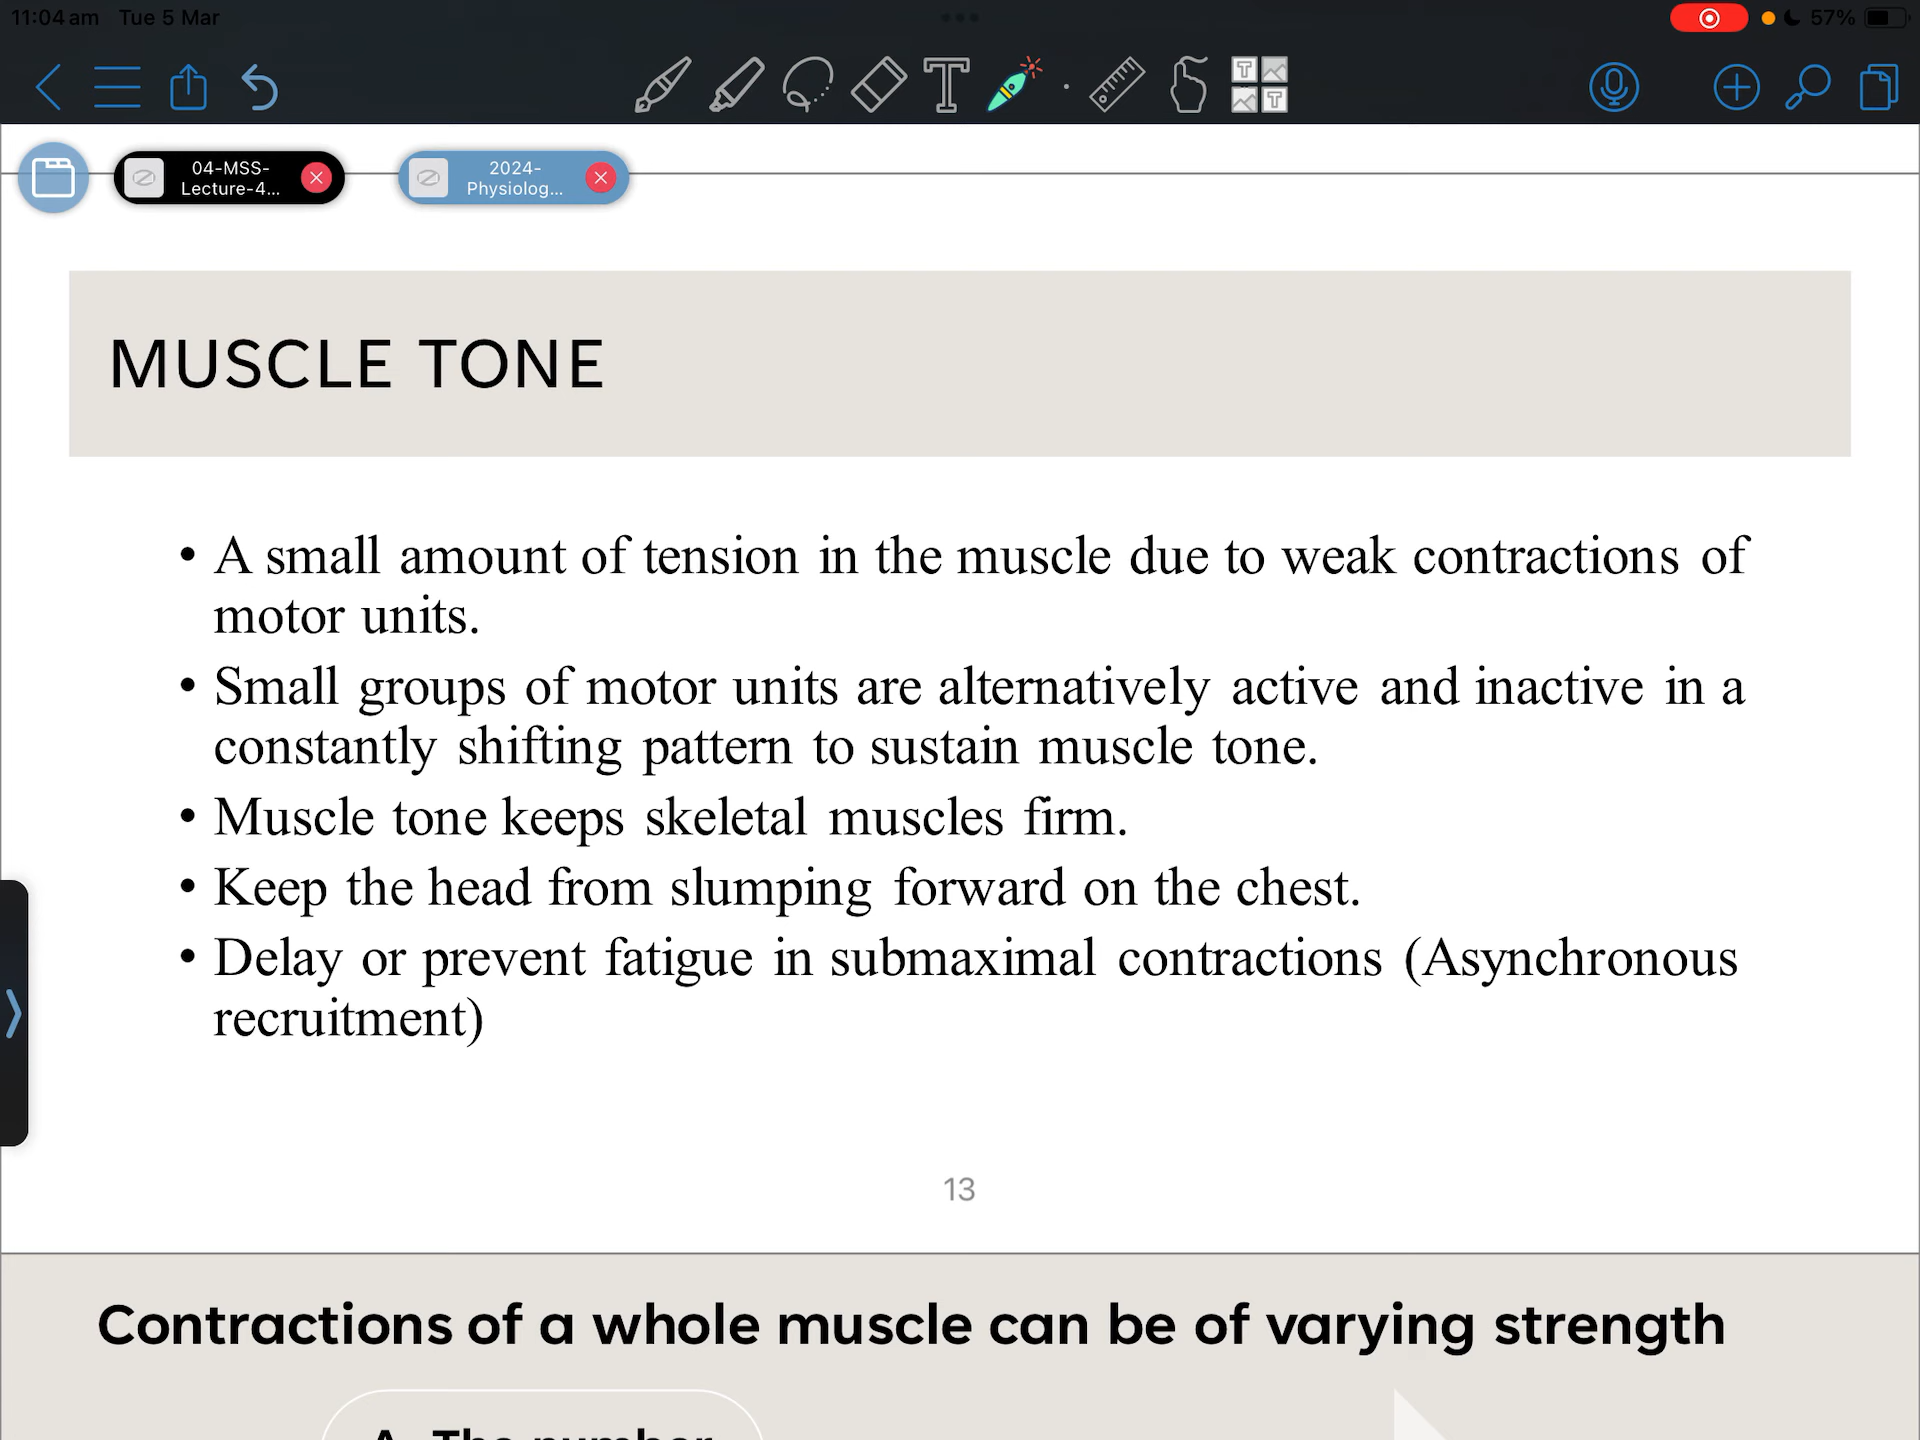 11:04 am Tue 5 Mar
57%
04-MSS-
Lecture-4...
2024-
Physiolog...
MUSCLE TONE
• A small amount of tension in the muscle due to weak contractions of
motor units.
• Small groups of motor units are alternatively active and inactive in a
constantly shifting pattern to sustain muscle tone.
• Muscle tone keeps skeletal muscles firm.
• Keep the head from slumping forward on the chest.
• Delay or prevent fatigue in submaximal contractions (Asynchronous
recruitment)
13
Contractions of a whole muscle can be of varying strength
A. The number